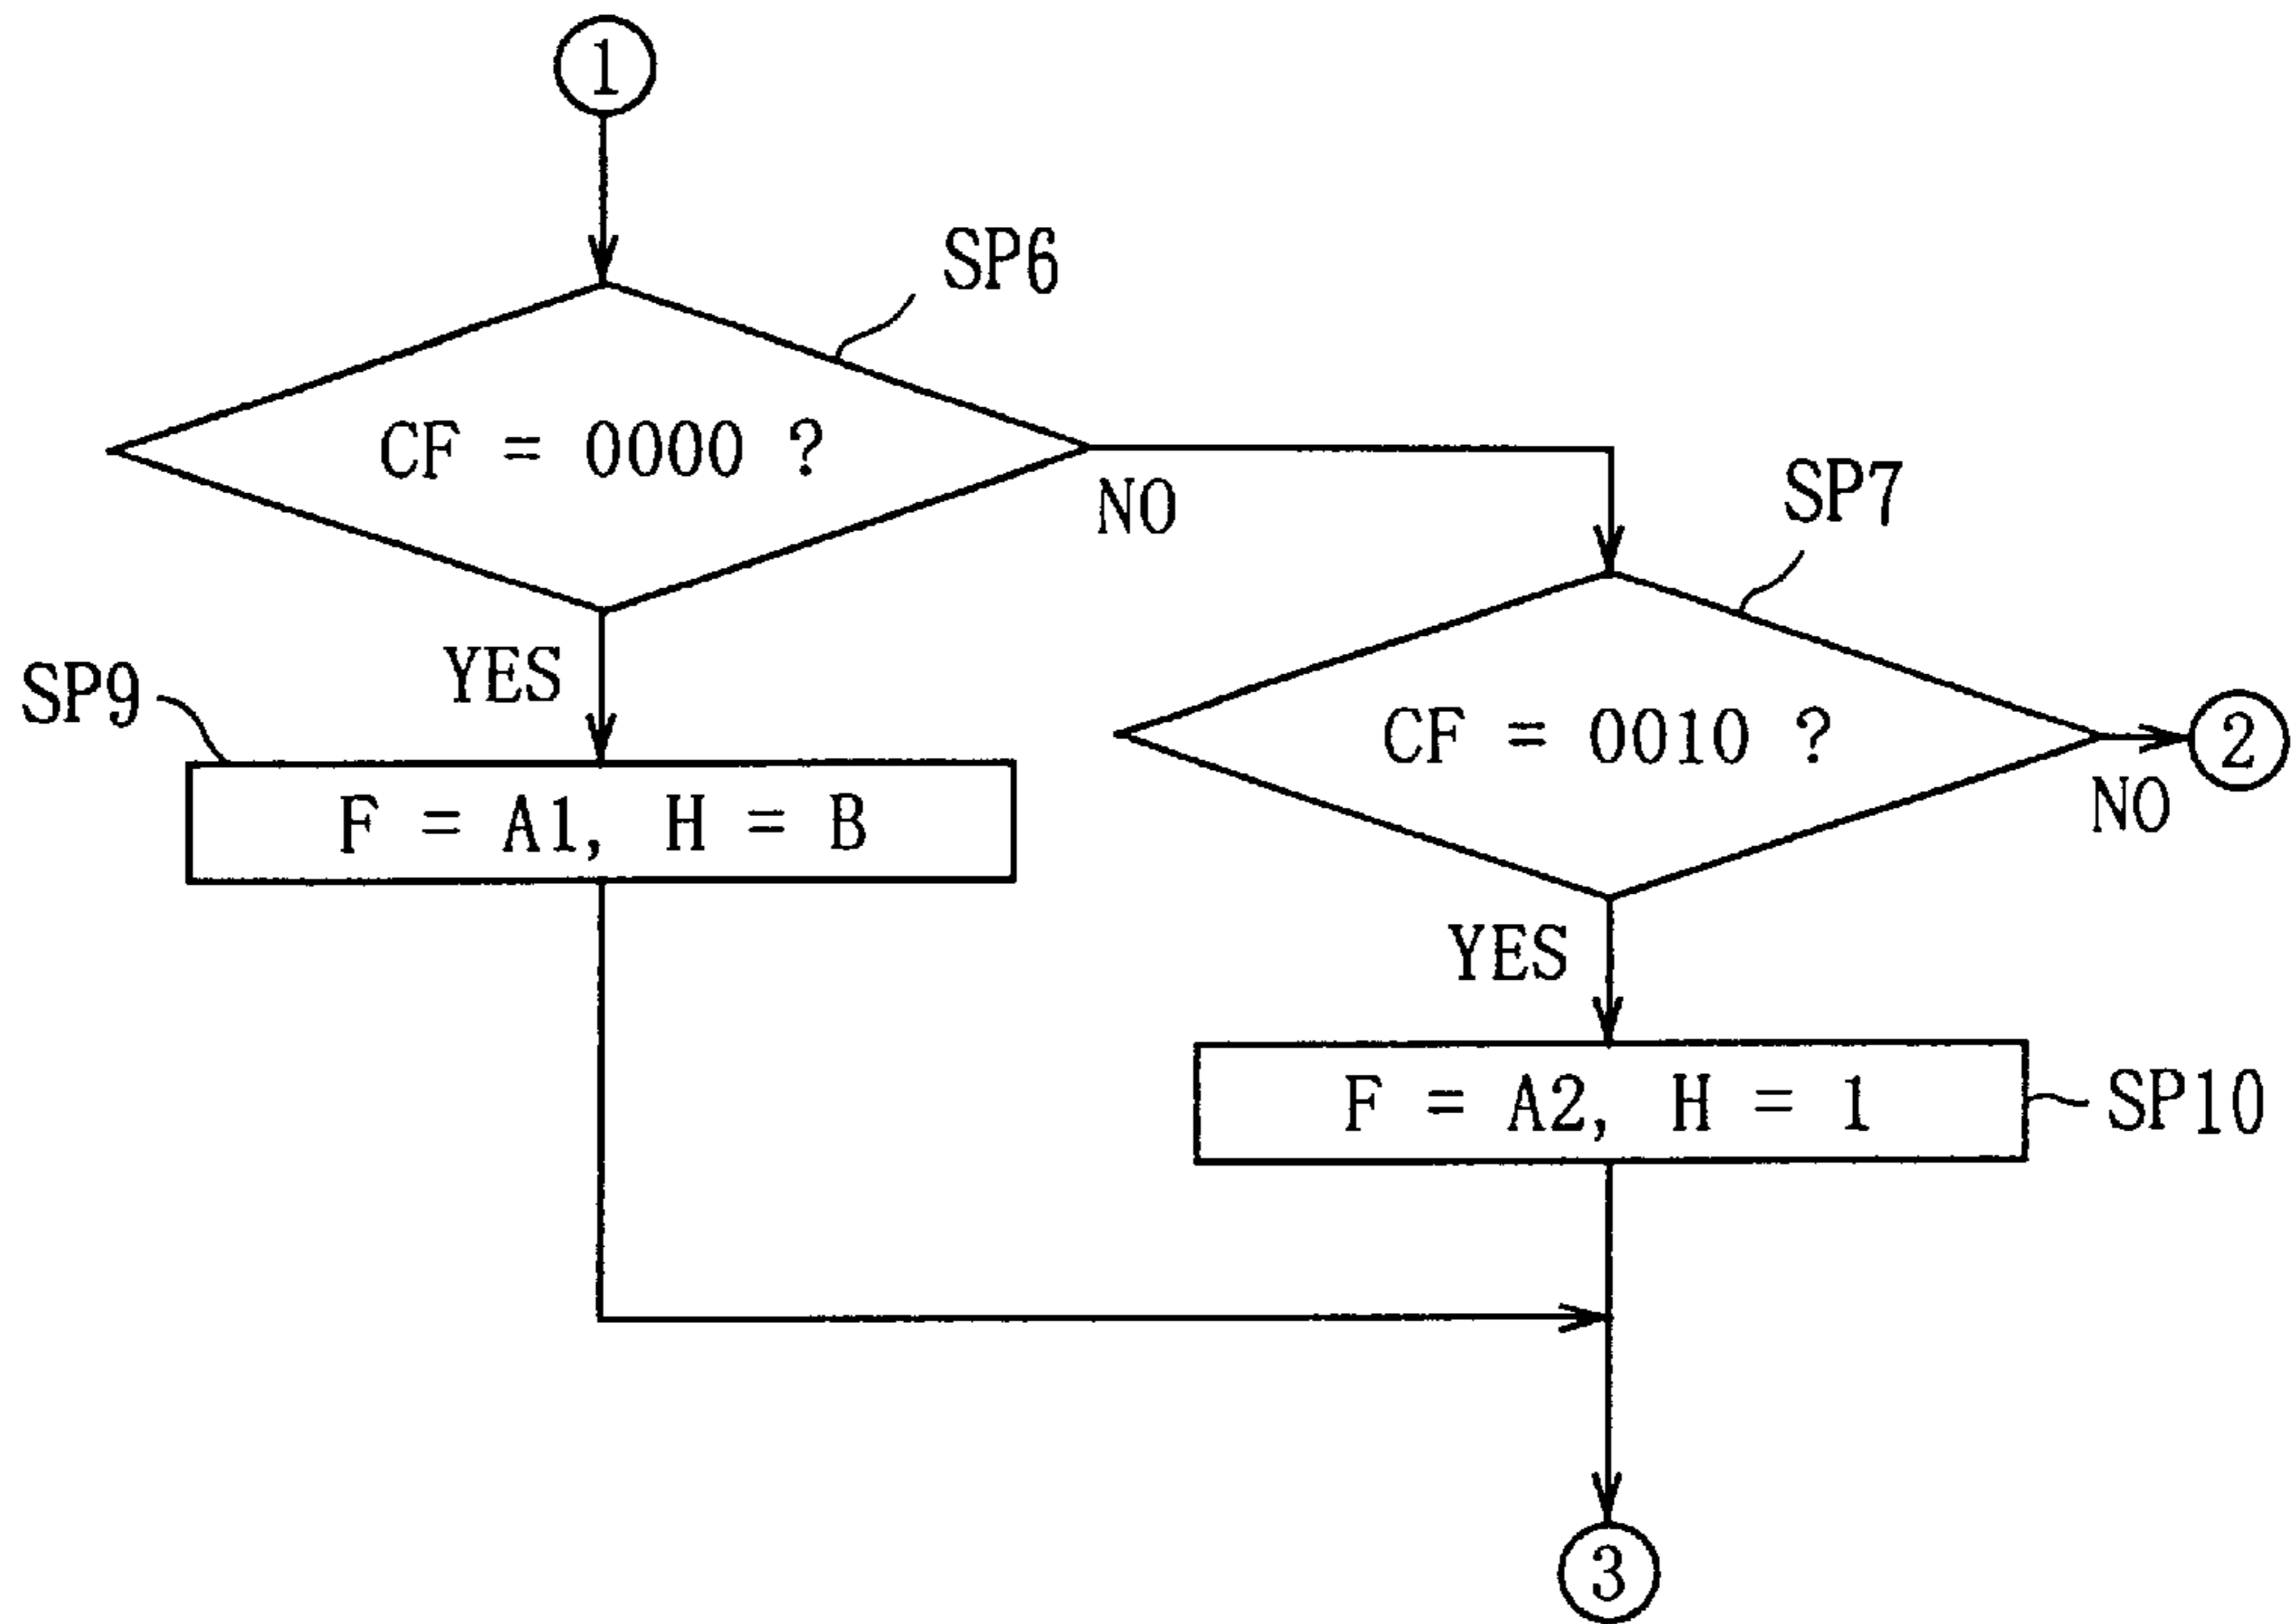 1
SP6
CF = 0000 ?
NO
SP7
YES
SP9
CF = 0010 ?
2
NO
F = A1, H = B
YES
F = A2, H = 1
SP10
3